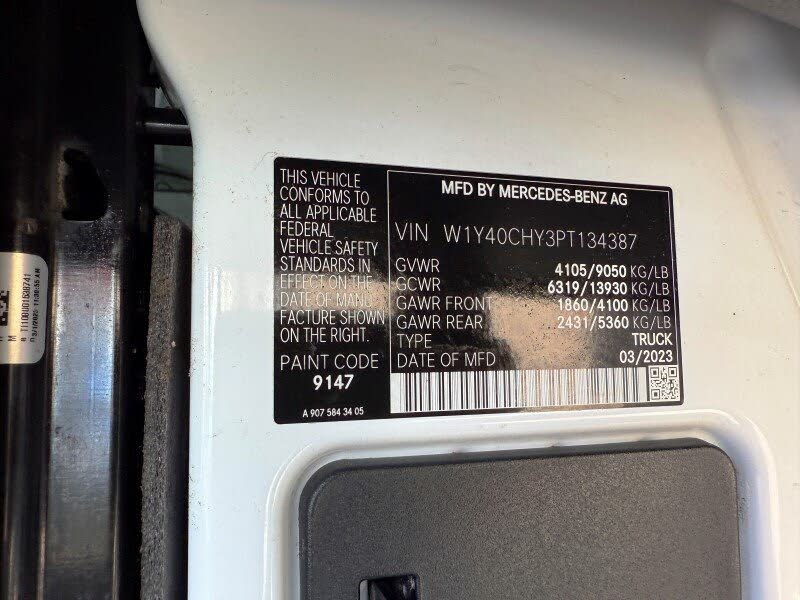 THIS VEHICLE
CONFORMS TO
ALL APPLICABLE
FEDERAL
VEHICLE SAFETY
STANDARDS IN
EFFECT ON THE
DATE OF MANU
FACTURE SHOWN
ON THE RIGHT.
PAINT CODE
9147
A 907 584 34 05
MFD BY MERCEDES-BENZ AG
VIN W1Y40CHY3PT134387
GVWR 4105/9050 KG/LB
GCWR 6319/13930 KG/LB
GAWR FRONT 1860/4100 KG/LB
GAWR REAR 2431/5360 KG/LB
TYPE TRUCK
DATE OF MFD 03/2023